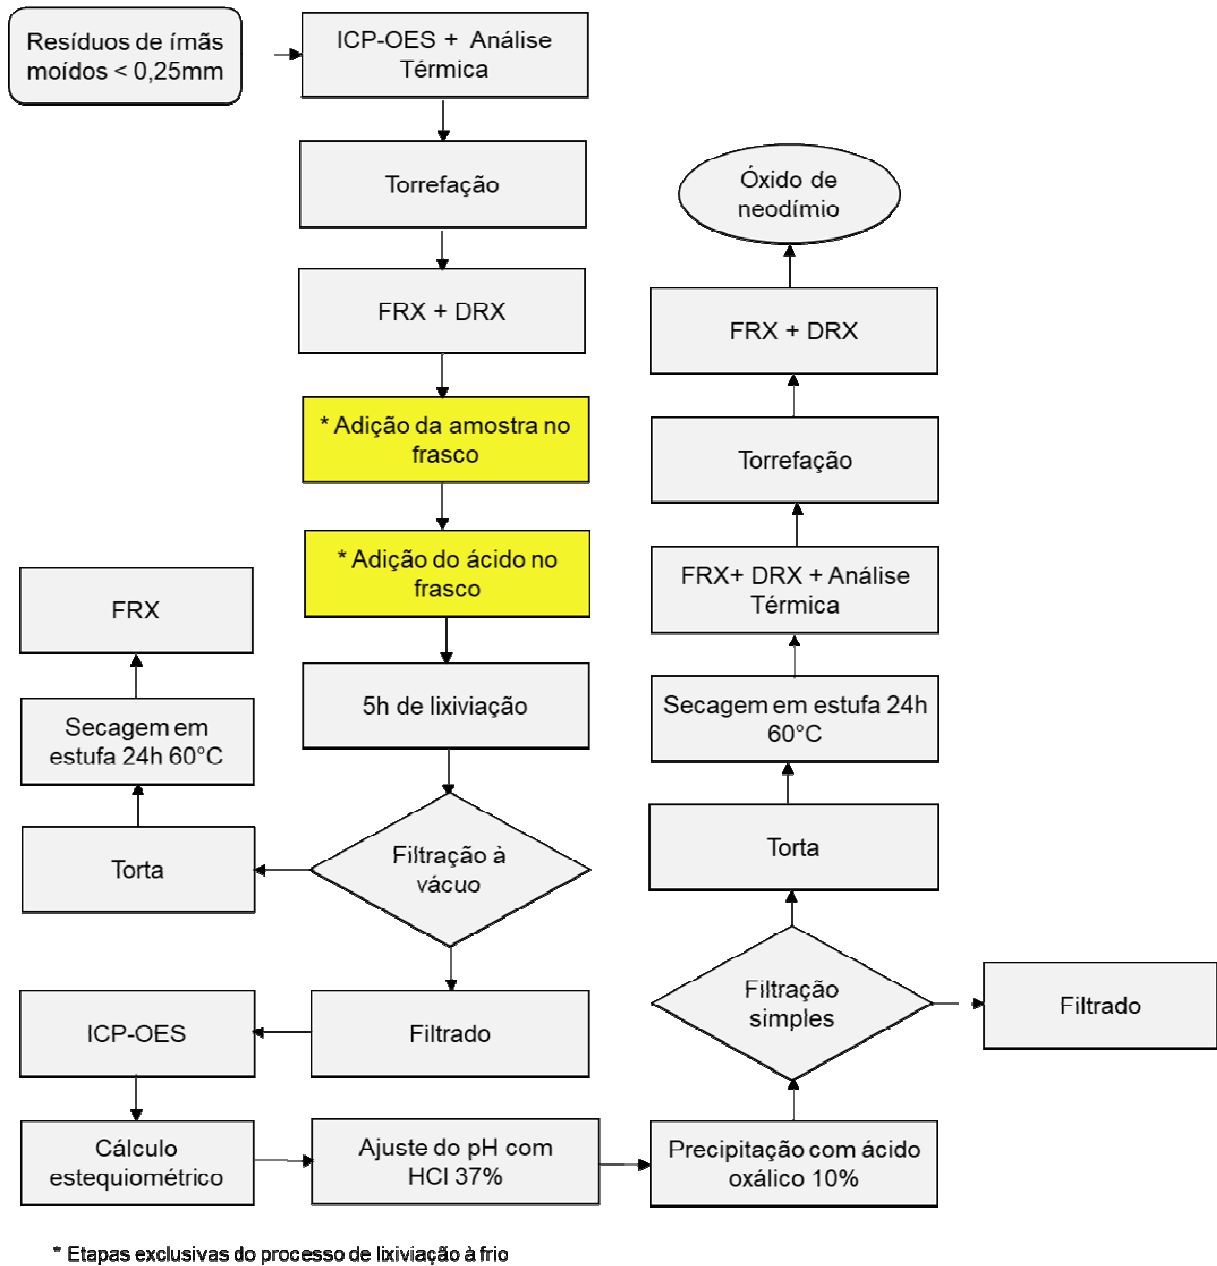 Resíduos de ímãs
moídos < 0,25mm
ICP-OES + Análise
Térmica
Torrefação
FRX + DRX
* Adição da amostra no
frasco
* Adição do ácido no
frasco
5h de lixiviação
Filtração à
vácuo
Torta
Secagem em
estufa 24h 60°C
FRX
Filtrado
ICP-OES
Cálculo
estequiométrico
Ajuste do pH com
HCl 37%
Precipitação com ácido
oxálico 10%
Filtração
simples
Filtrado
Torta
Secagem em estufa 24h
60°C
FRX+ DRX + Análise
Térmica
Torrefação
FRX + DRX
Óxido de
neodímio
* Etapas exclusivas do processo de lixiviação à frio